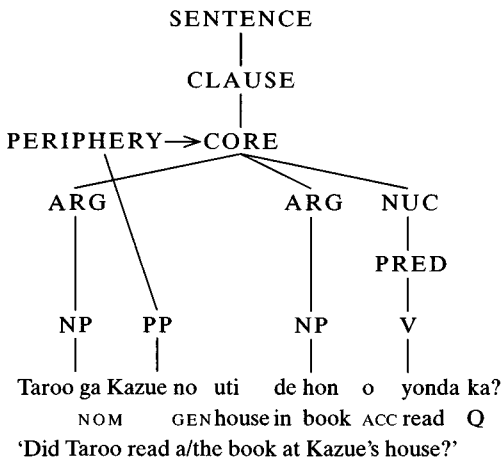 SENTENCE
CLAUSE
PERIPHERY→CORE
ARG ARG NUC
PRED
NP PP NP V
Taroo ga Kazue no uti de hon o yonda ka?
NOM GEN house in book ACC read Q
'Did Taroo read a/the book at Kazue's house?'